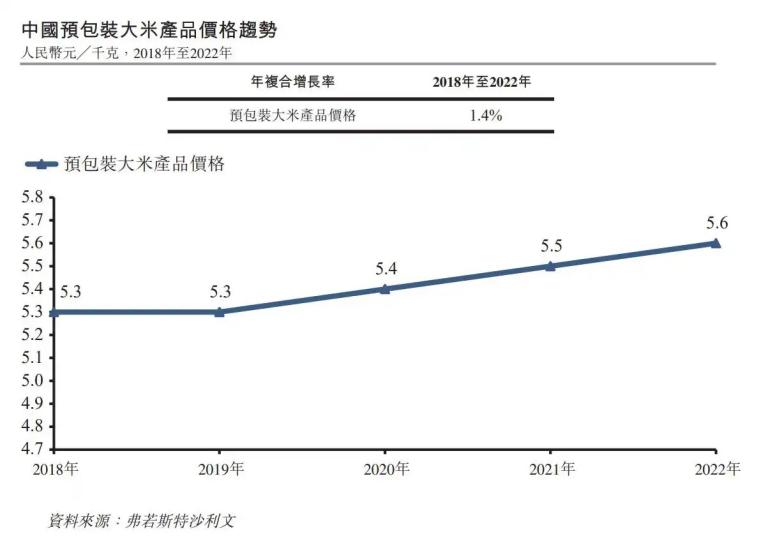 中國預包裝大米產品價格趨勢
人民幣元／千克，2018年至2022年
年複合增長率 2018年至2022年
預包裝大米產品價格 1.4%
預包裝大米產品價格
5.8
5.7
5.6
5.5
5.4
5.3
5.2
5.1
5.0
4.9
4.8
4.7
5.3 5.3 5.4 5.5 5.6
2018年 2019年 2020年 2021年 2022年
資料來源：弗若斯特沙利文